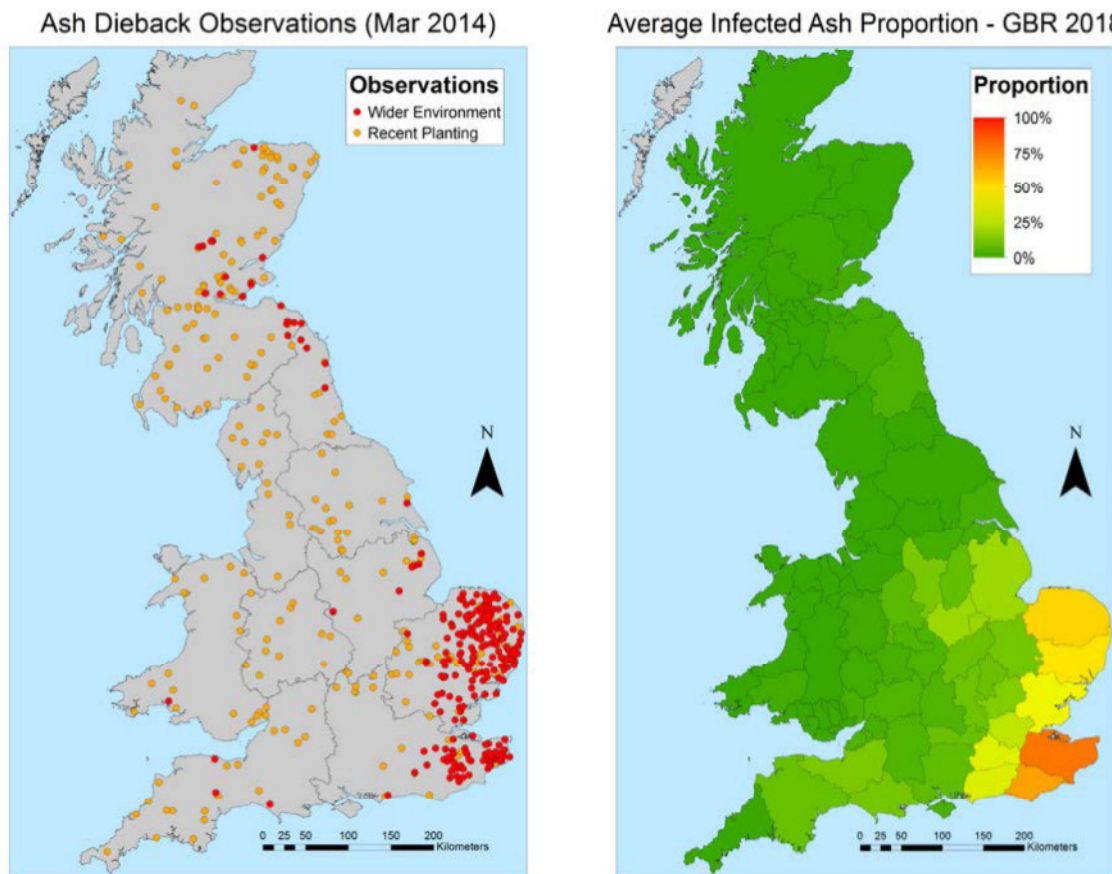 Ash Dieback Observations (Mar 2014)
Observations
Wider Environment
Recent Planting
N
0 25 50 100 150 200
Kilometers
Average Infected Ash Proportion - GBR 2018
Proportion
100%
75%
50%
25%
0%
N
0 25 50 100 150 200
Kilometers